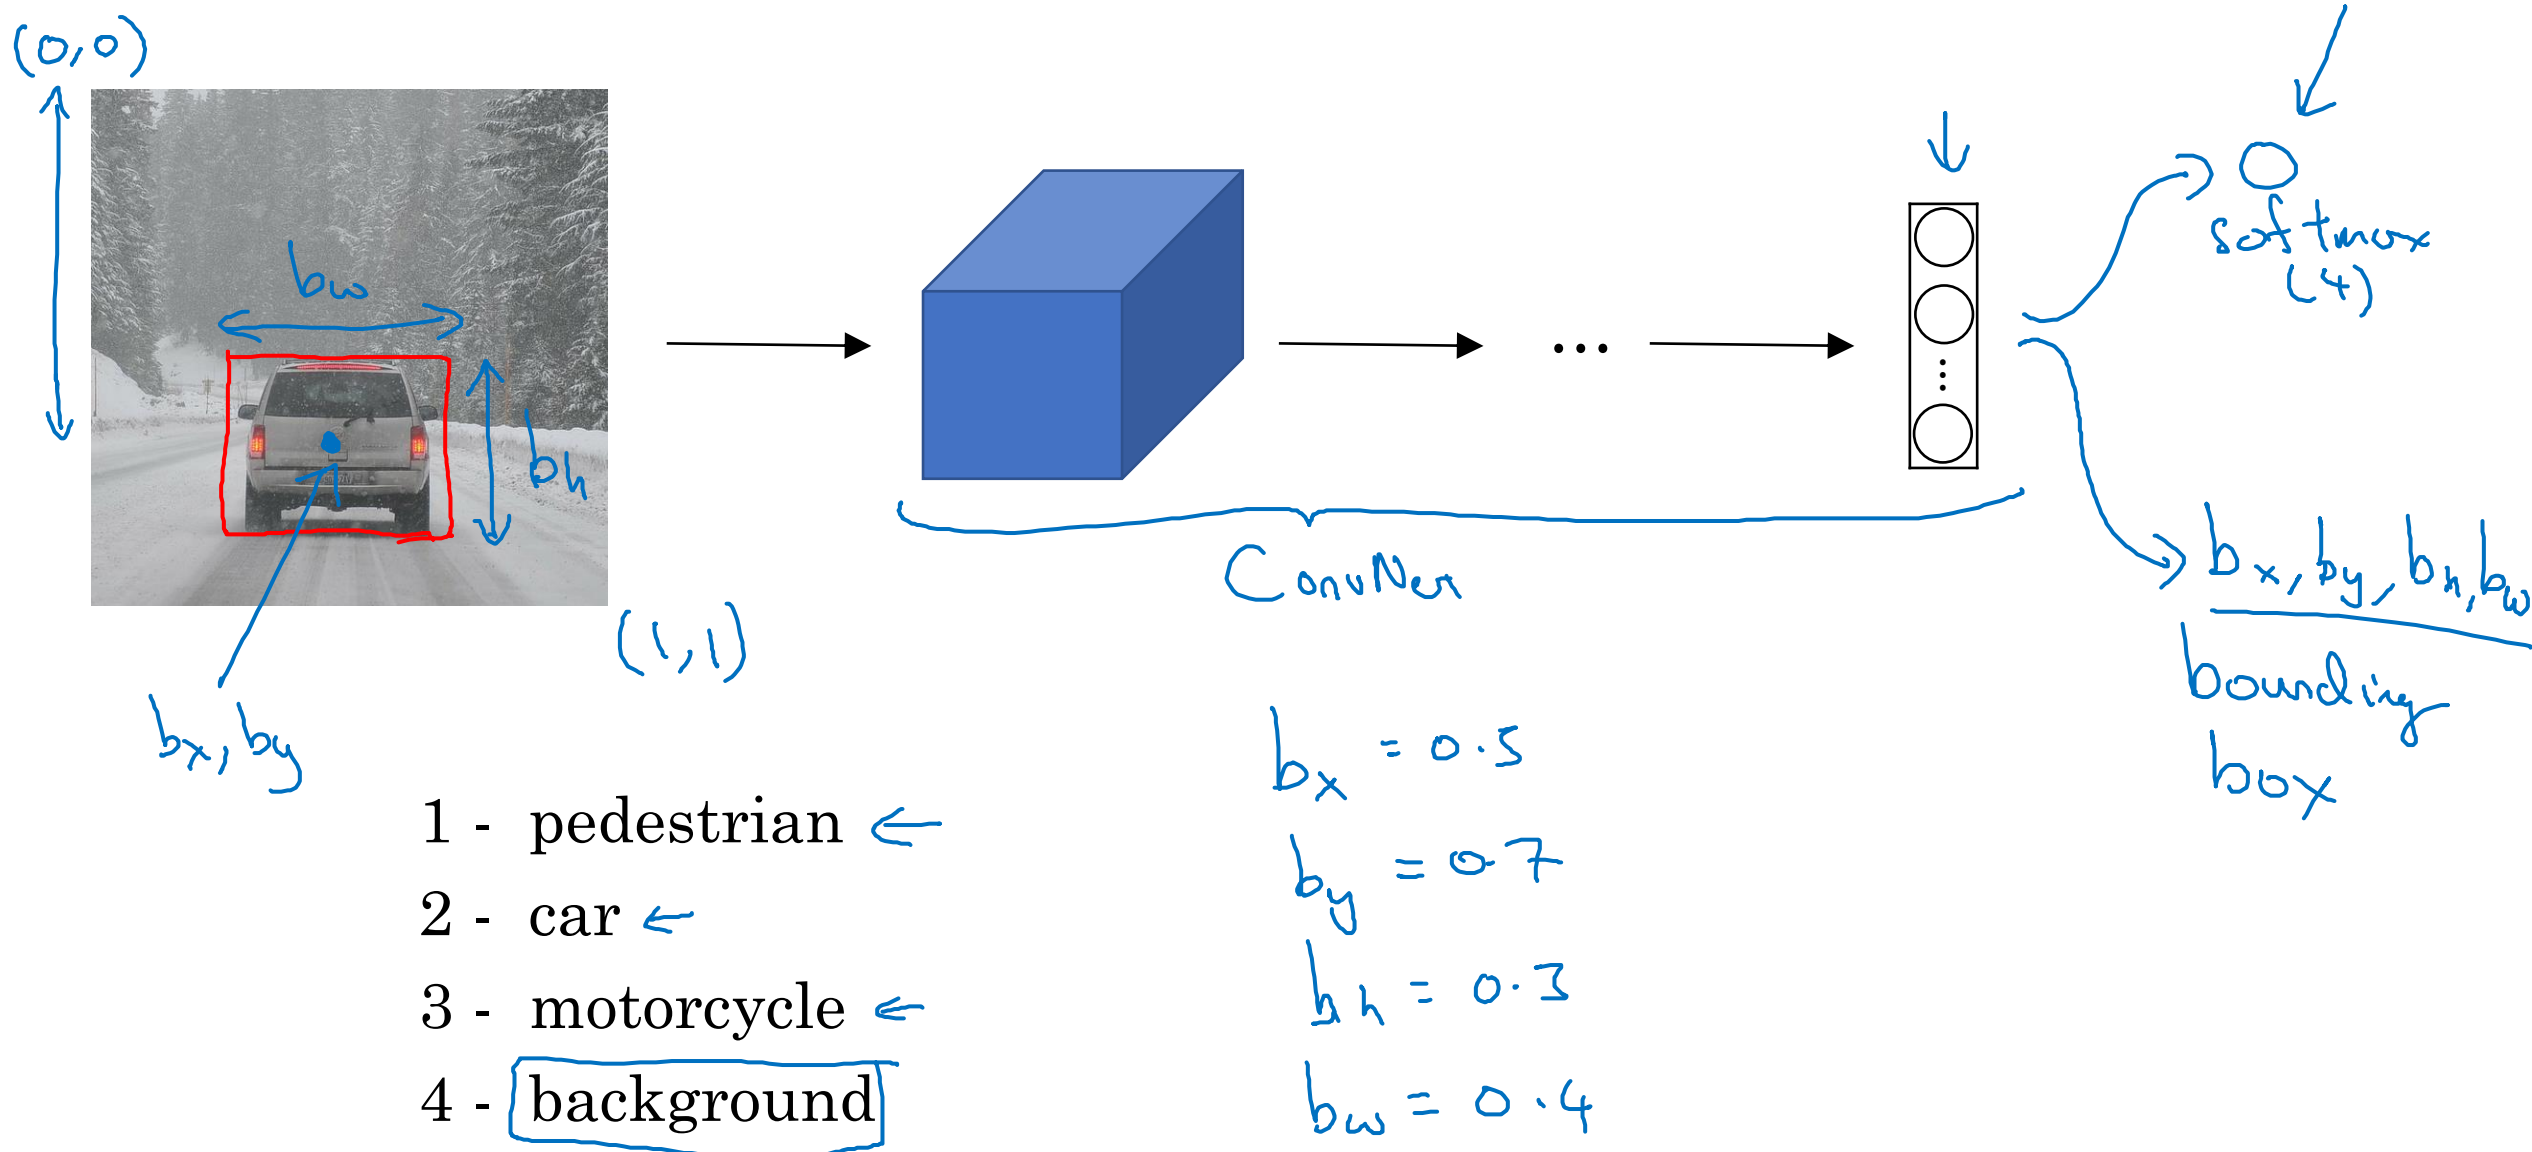 (0,0)
bw
bh
(1,1)
bx, by
...
softmax
(4)
ConvNet
bx, by, bh, bw
bounding
box
1 - pedestrian
2 - car
3 - motorcycle
4 - background
bx = 0.5
by = 0.7
bh = 0.3
bw = 0.4